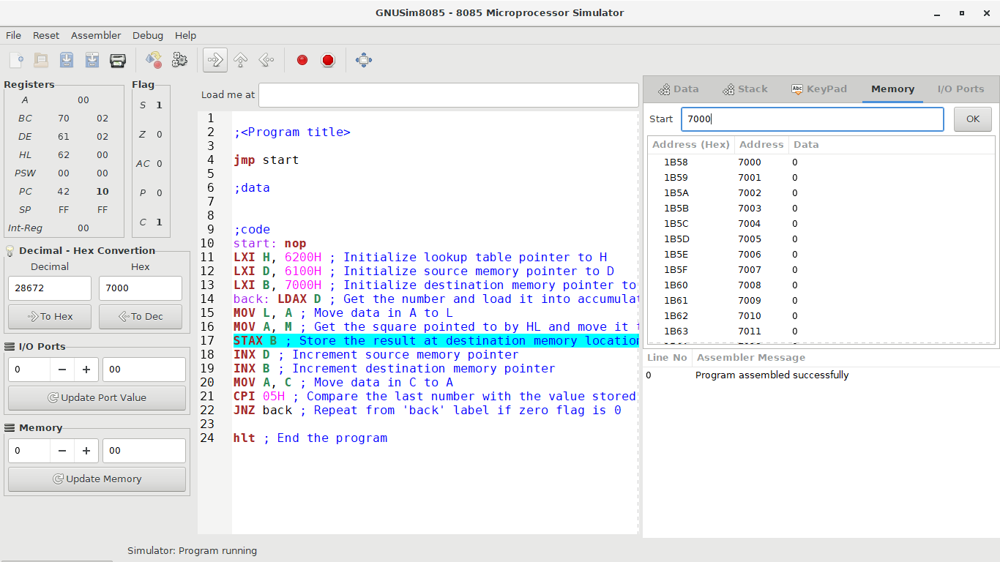 GNUSim8085 - 8085 Microprocessor Simulator
File Reset Assembler Debug Help
Registers
A 00
BC 70 02
DE 61 02
HL 62 00
PSW 00 00
PC 42 10
SP FF FF
Int-Reg 00
Flag
S 1
Z 0
AC 0
P 0
C 1
Decimal - Hex Convertion
Decimal Hex
28672 7000
To Hex To Dec
I/O Ports
0 − + 00
Update Port Value
Memory
0 − + 00
Update Memory
Load me at
1
2 ;<Program title>
3
4 jmp start
5
6 ;data
7
8
9 ;code
10 start: nop
11 LXI H, 6200H ; Initialize lookup table pointer to H
12 LXI D, 6100H ; Initialize source memory pointer to D
13 LXI B, 7000H ; Initialize destination memory pointer to
14 back: LDAX D ; Get the number and load it into accumulat
15 MOV L, A ; Move data in A to L
16 MOV A, M ; Get the square pointed to by HL and move it t
17 STAX B ; Store the result at destination memory location
18 INX D ; Increment source memory pointer
19 INX B ; Increment destination memory pointer
20 MOV A, C ; Move data in C to A
21 CPI 05H ; Compare the last number with the value stored
22 JNZ back ; Repeat from 'back' label if zero flag is 0
23
24 hlt ; End the program
Data Stack Abc KeyPad Memory I/O Ports
Start 7000 OK
Address (Hex) Address Data
1B58 7000 0
1B59 7001 0
1B5A 7002 0
1B5B 7003 0
1B5C 7004 0
1B5D 7005 0
1B5E 7006 0
1B5F 7007 0
1B60 7008 0
1B61 7009 0
1B62 7010 0
1B63 7011 0
Line No Assembler Message
0 Program assembled successfully
Simulator: Program running